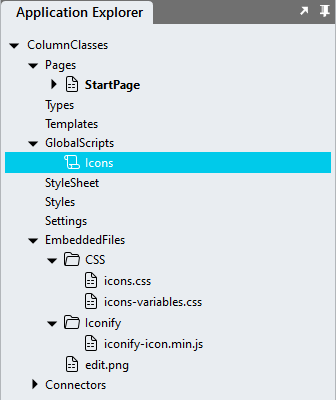 Application Explorer
ColumnClasses
Pages
StartPage
Types
Templates
GlobalScripts
Icons
StyleSheet
Styles
Settings
EmbeddedFiles
CSS
icons.css
icons-variables.css
Iconify
iconify-icon.min.js
edit.png
Connectors